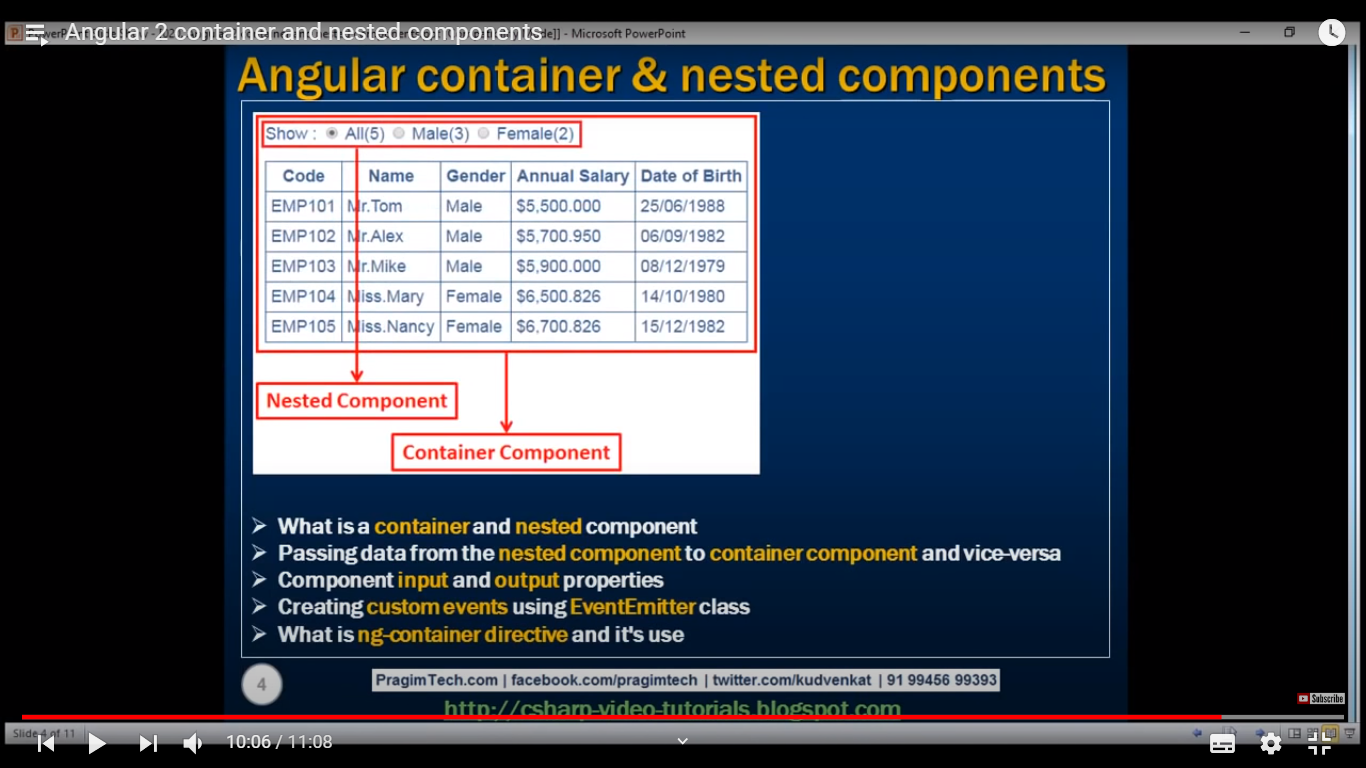 Angular 2 container and nested components
- Microsoft PowerPoint
Angular container & nested components
Show : All(5) Male(3) Female(2)
Code Name Gender Annual Salary Date of Birth
EMP101 Mr.Tom Male $5,500.000 25/06/1988
EMP102 Mr.Alex Male $5,700.950 06/09/1982
EMP103 Mr.Mike Male $5,900.000 08/12/1979
EMP104 Miss.Mary Female $6,500.826 14/10/1980
EMP105 Miss.Nancy Female $6,700.826 15/12/1982
Nested Component
Container Component
What is a container and nested component
Passing data from the nested component to container component and vice-versa
Component input and output properties
Creating custom events using EventEmitter class
What is ng-container directive and it's use
4
PragimTech.com | facebook.com/pragimtech | twitter.com/kudvenkat | 91 99456 99393
http://csharp-video-tutorials.blogspot.com
Subscribe
Slide 4 of 11
10:06 / 11:08